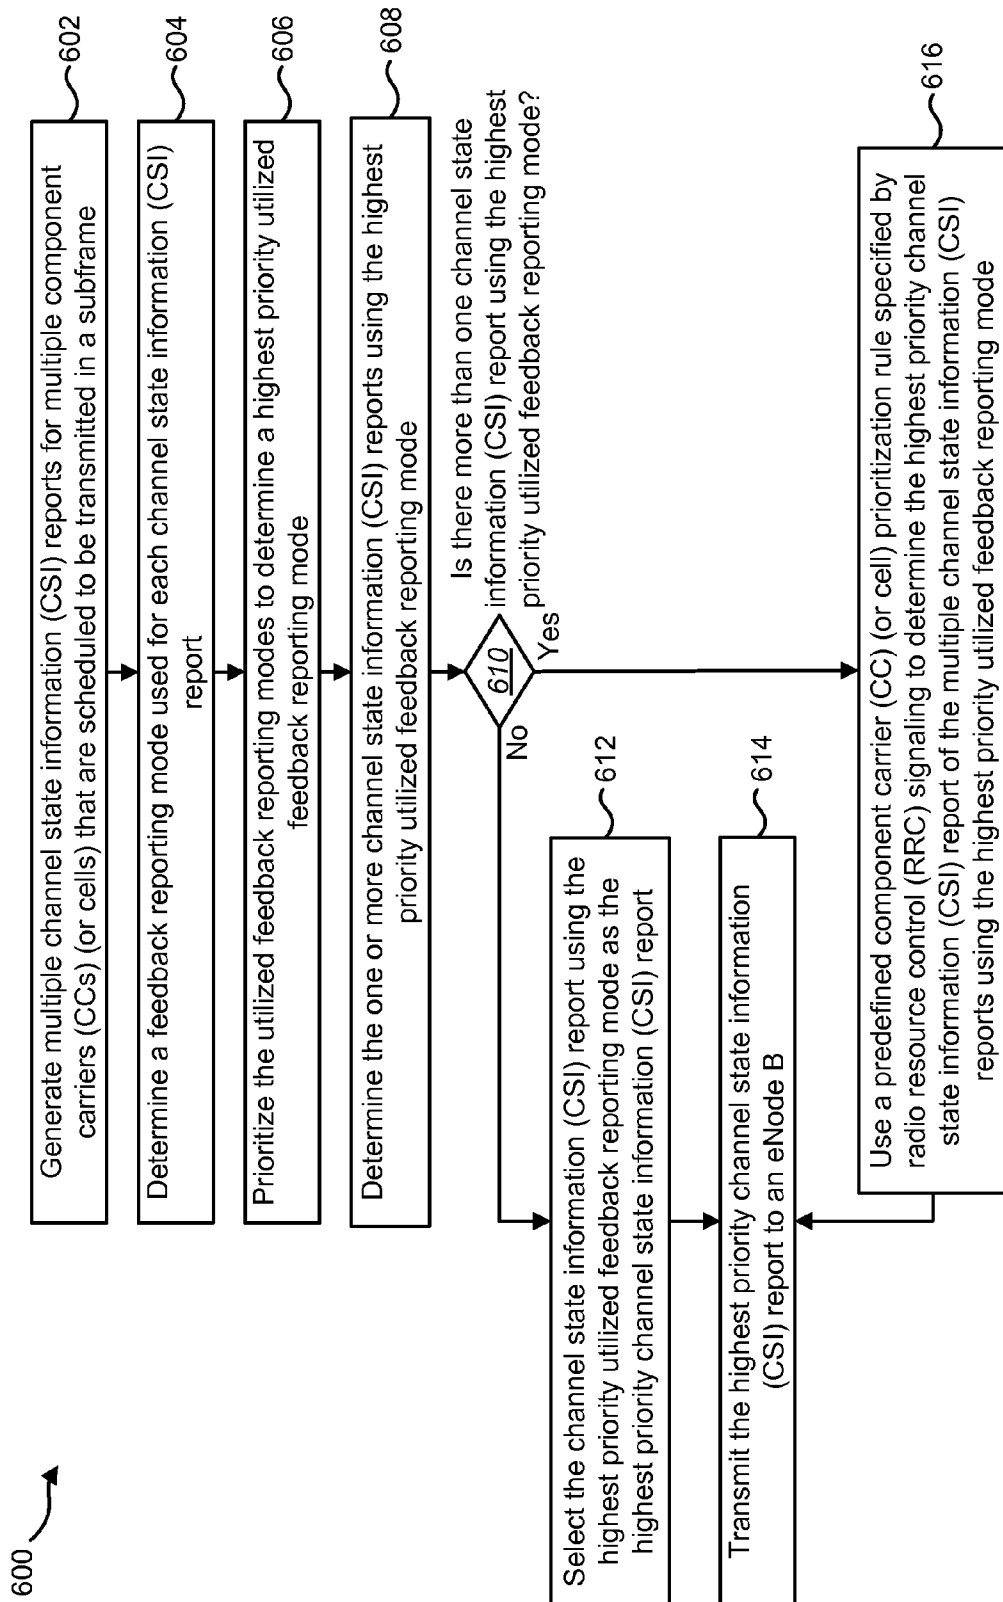 600
Generate multiple channel state information (CSI) reports for multiple component
carriers (CCs) (or cells) that are scheduled to be transmitted in a subframe
602
Determine a feedback reporting mode used for each channel state information (CSI)
report
604
Prioritize the utilized feedback reporting modes to determine a highest priority utilized
feedback reporting mode
606
Determine the one or more channel state information (CSI) reports using the highest
priority utilized feedback reporting mode
608
Is there more than one channel state
information (CSI) report using the highest
priority utilized feedback reporting mode?
610
No
Yes
Select the channel state information (CSI) report using the
highest priority utilized feedback reporting mode as the
highest priority channel state information (CSI) report
612
Transmit the highest priority channel state information
(CSI) report to an eNode B
614
Use a predefined component carrier (CC) (or cell) prioritization rule specified by
radio resource control (RRC) signaling to determine the highest priority channel
state information (CSI) report of the multiple channel state information (CSI)
reports using the highest priority utilized feedback reporting mode
616